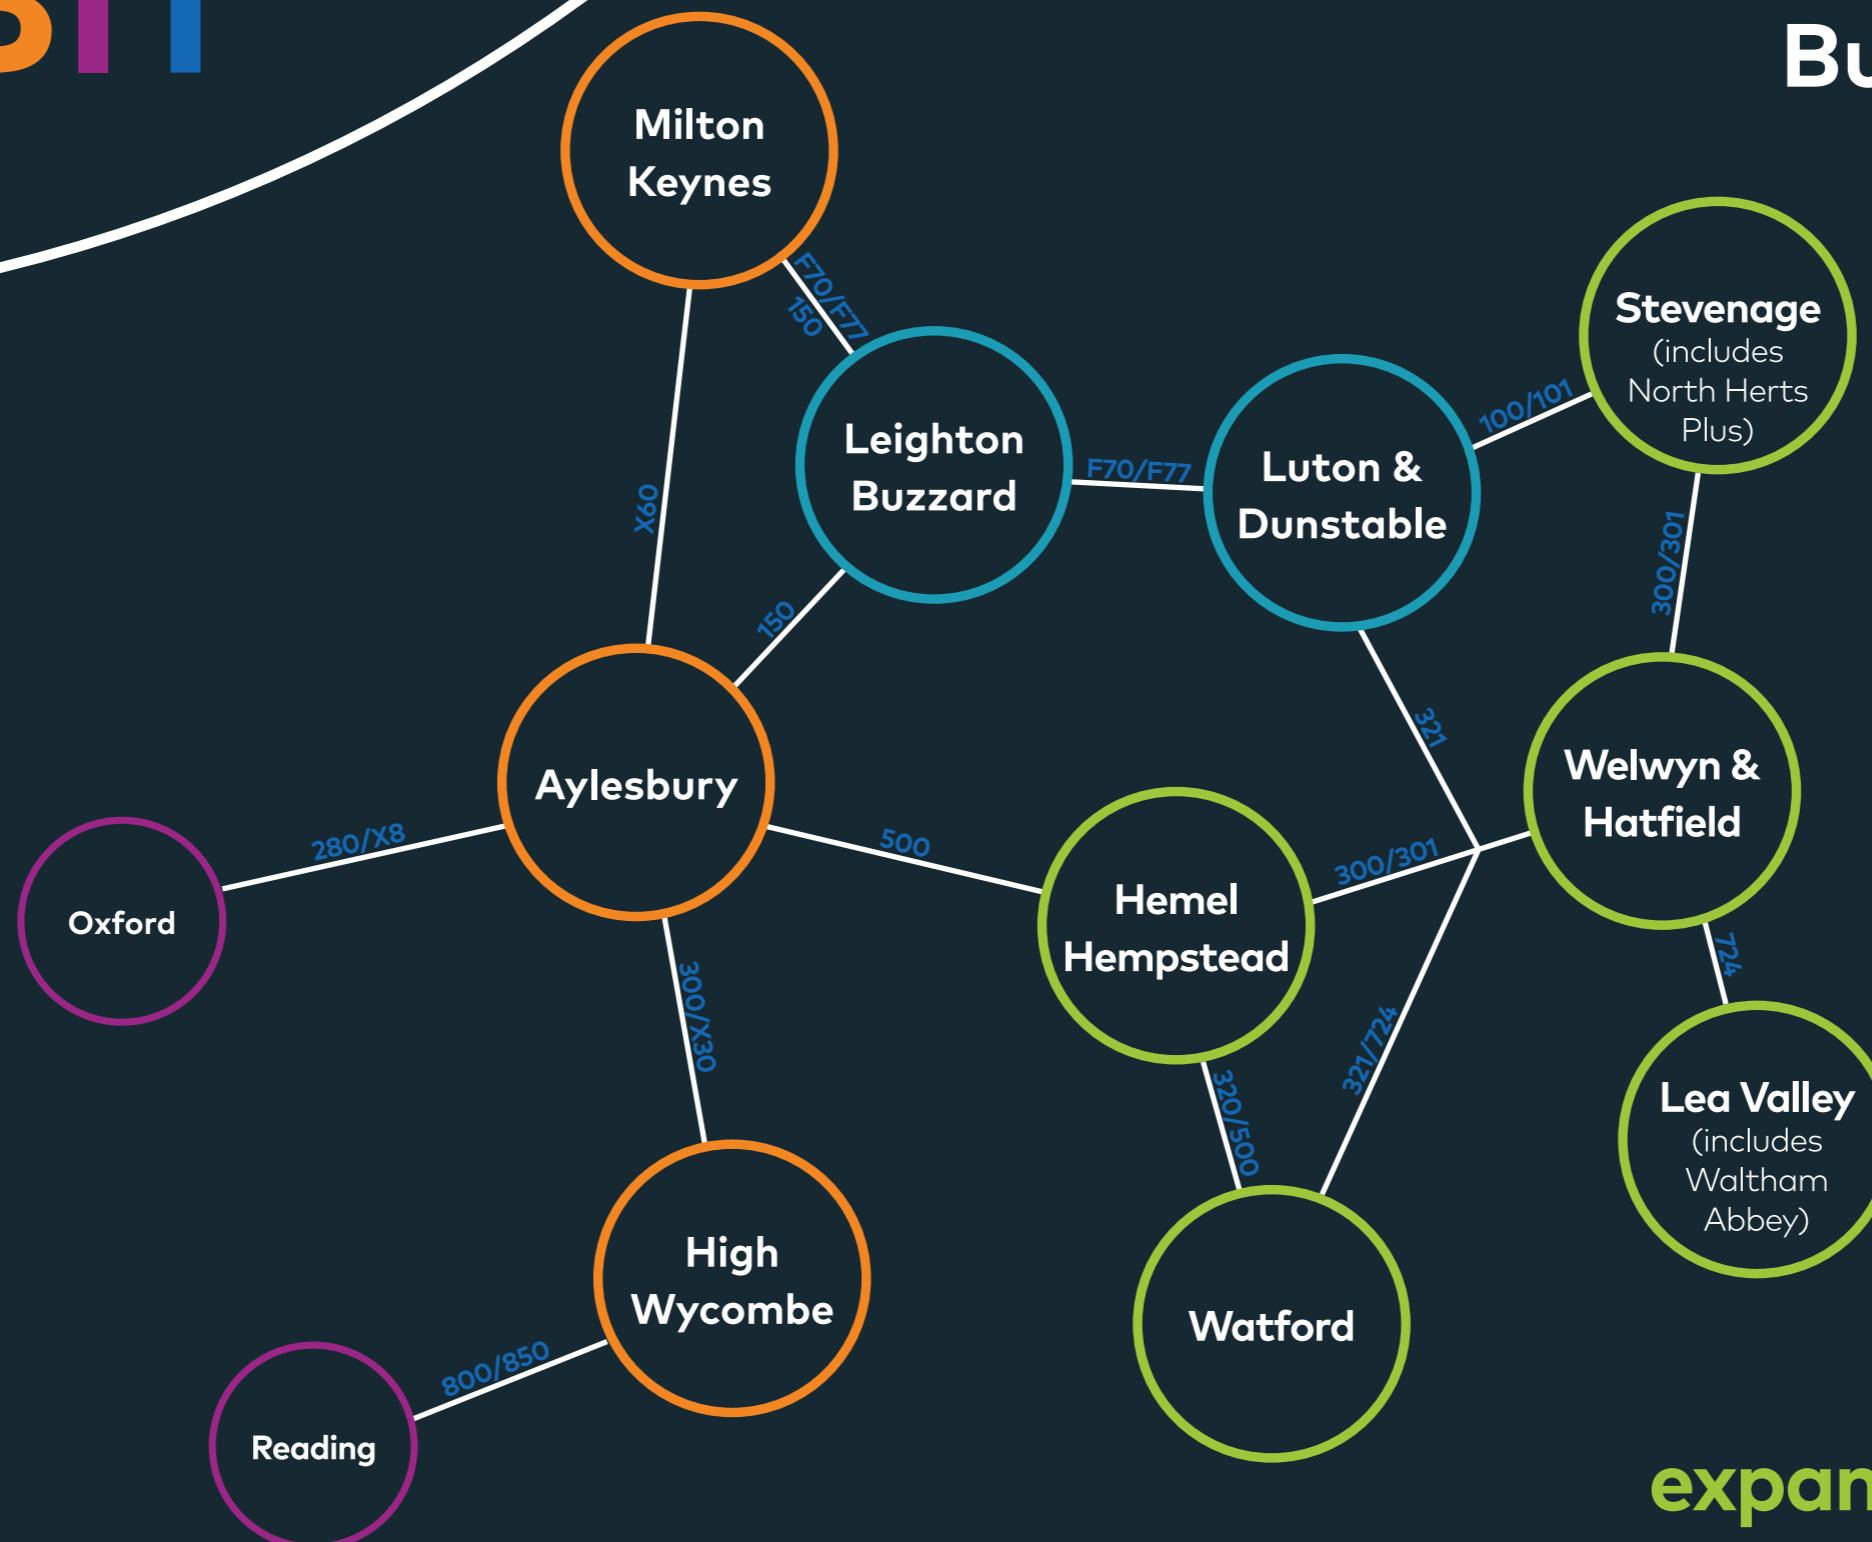 Bu
Milton
Keynes
F70/F77
150
Stevenage
(includes
North Herts
Plus)
100/101
Leighton
Buzzard
F70/F77
Luton &
Dunstable
X60
300/301
150
321
Aylesbury
Welwyn &
Hatfield
280/X8
500
300/301
Oxford
Hemel
Hempstead
724
300/X30
321/724
320/500
Lea Valley
(includes
Waltham
Abbey)
High
Wycombe
Watford
800/850
Reading
expan